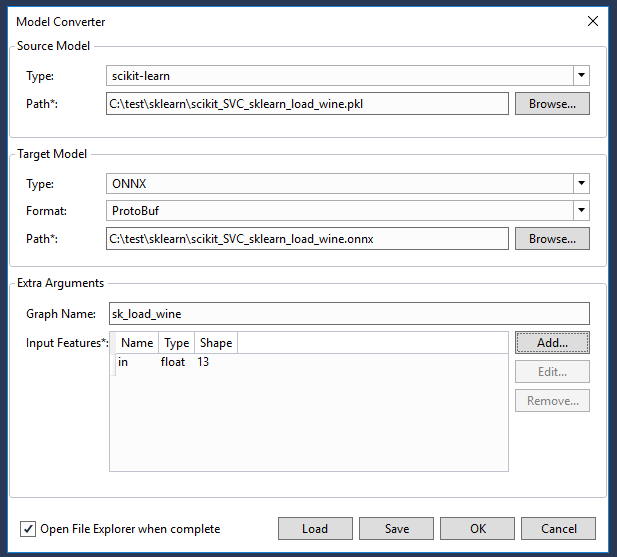 Model Converter
Source Model
Type: scikit-learn
Path*: C:\test\sklearn\scikit_SVC_sklearn_load_wine.pkl Browse...
Target Model
Type: ONNX
Format: ProtoBuf
Path*: C:\test\sklearn\scikit_SVC_sklearn_load_wine.onnx Browse...
Extra Arguments
Graph Name: sk_load_wine
Input Features*: Name Type Shape Add...
in float 13
Edit...
Remove...
Open File Explorer when complete Load Save OK Cancel